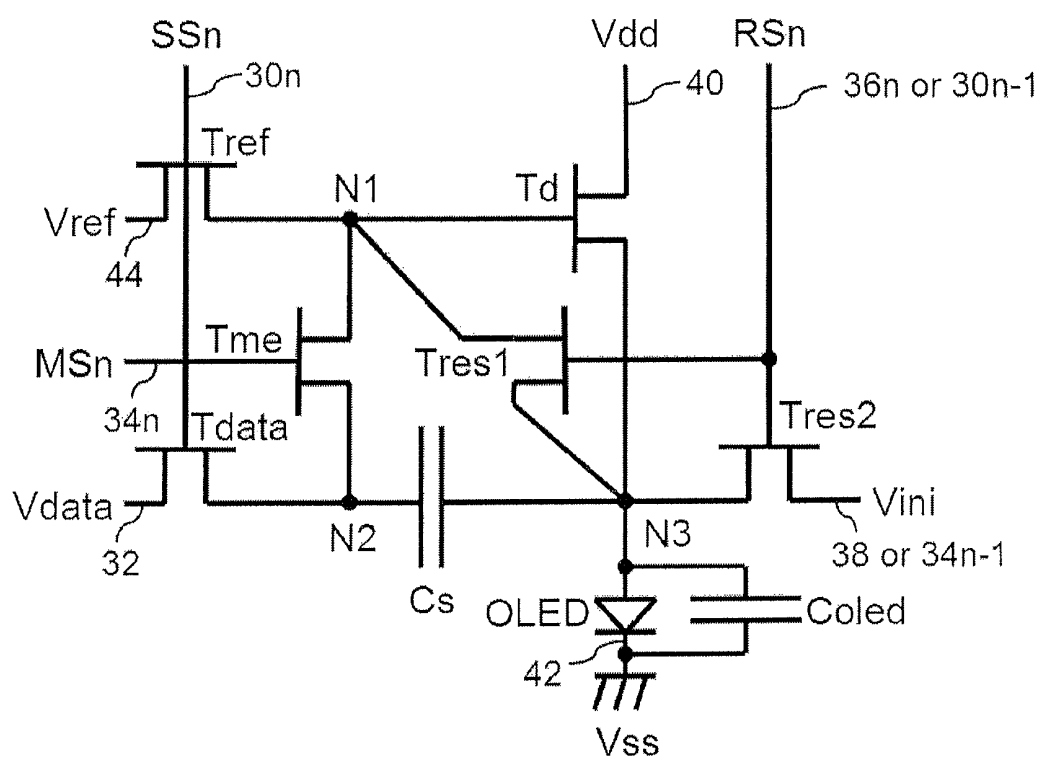 SSn
Vdd
RSn
30n
40
36n or 30n-1
Tref
N1
Td
Vref
44
Tme
Tres1
MSn
34n
Tdata
Tres2
Vdata
32
N2
N3
Vini
38 or 34n-1
Cs
OLED
Coled
42
Vss